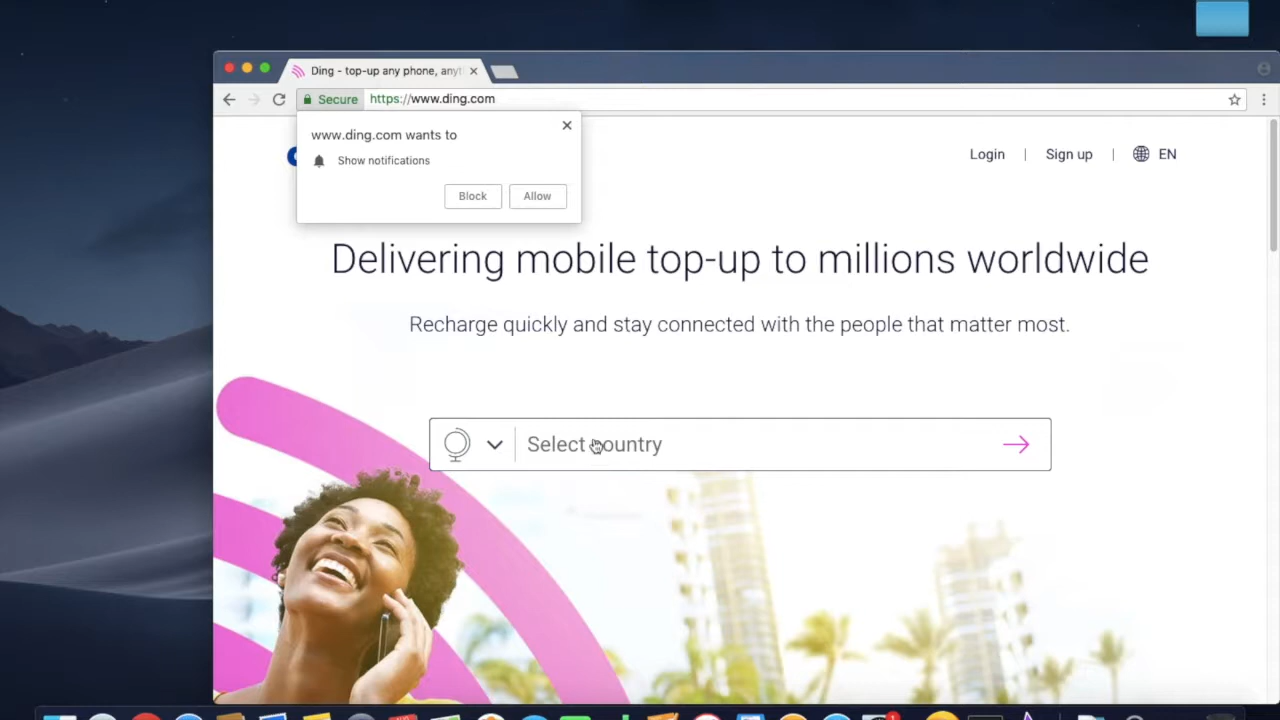 Ding - top-up any phone, anyt
Secure https://www.ding.com
www.ding.com wants to
Show notifications
Block Allow
Login | Sign up | EN
Delivering mobile top-up to millions worldwide
Recharge quickly and stay connected with the people that matter most.
Select country